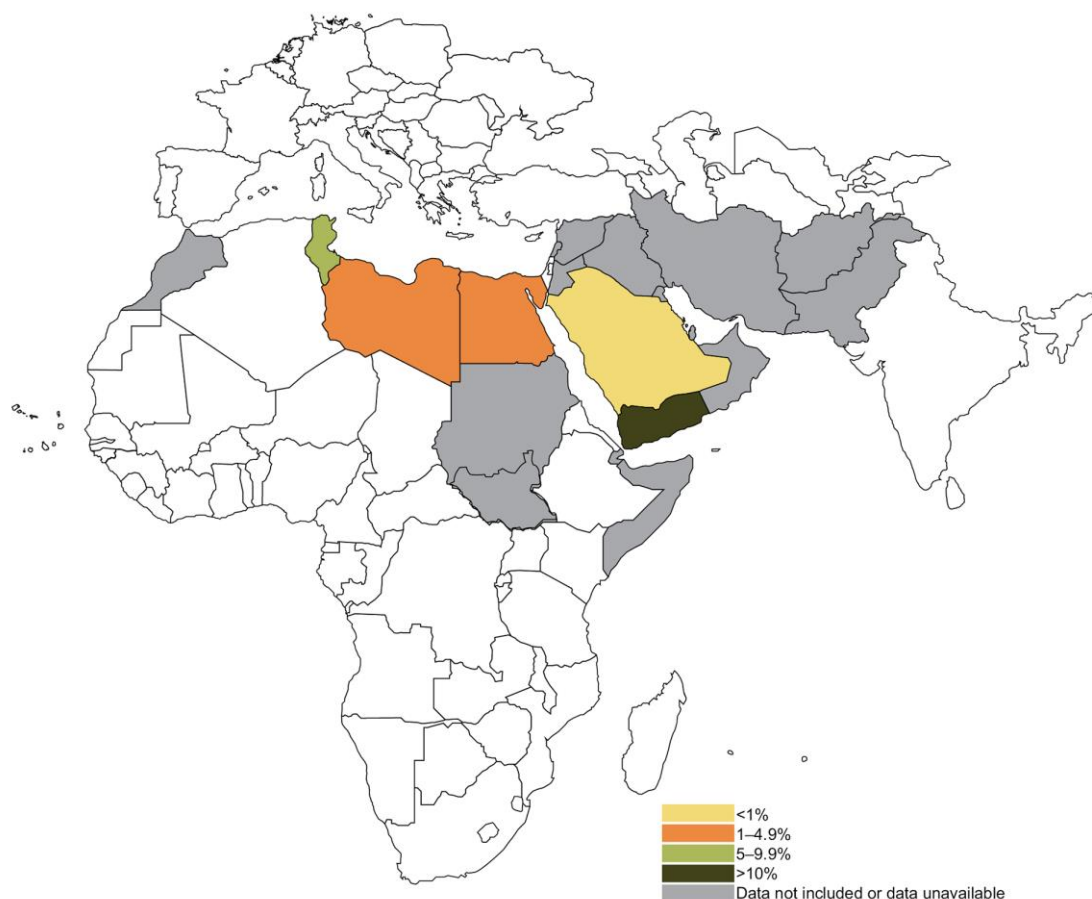 <1%
1–4.9%
5–9.9%
>10%
Data not included or data unavailable